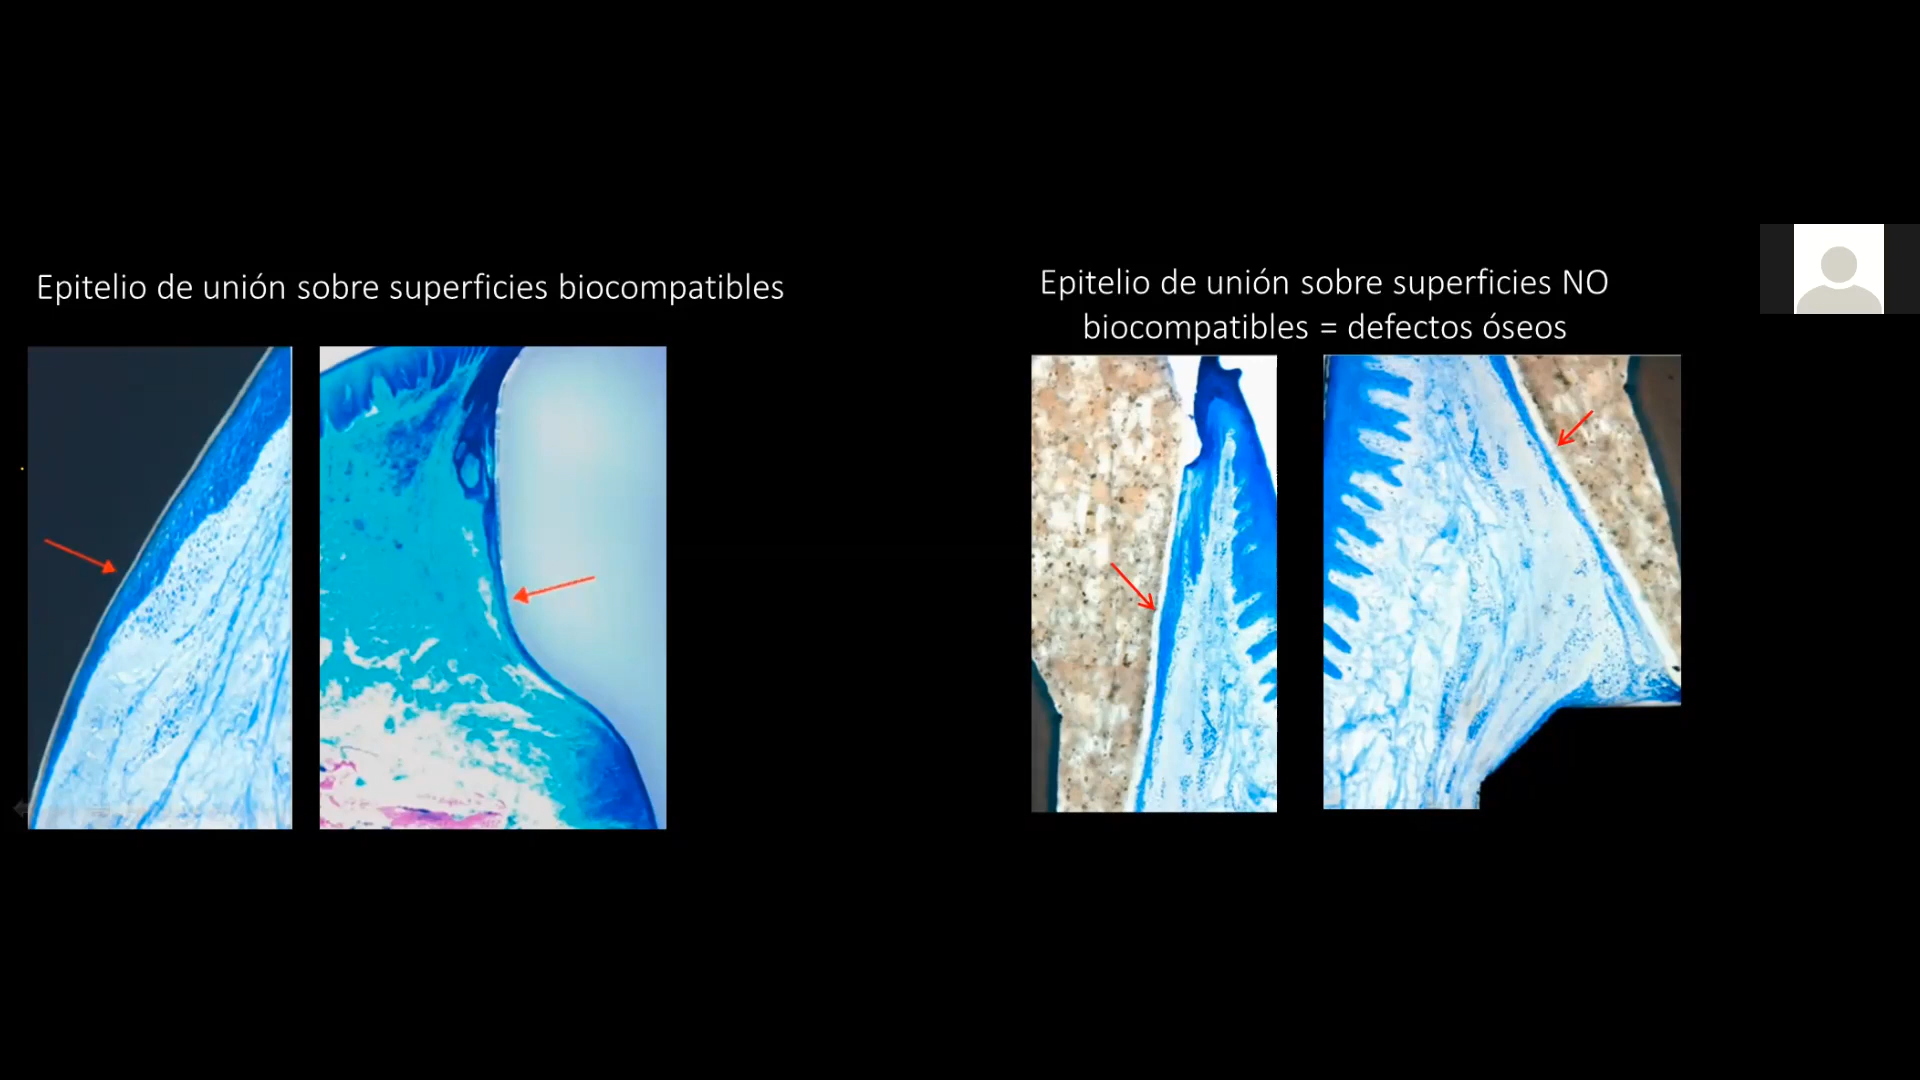 Epitelio de unión sobre superficies biocompatibles
Epitelio de unión sobre superficies NO
biocompatibles = defectos óseos